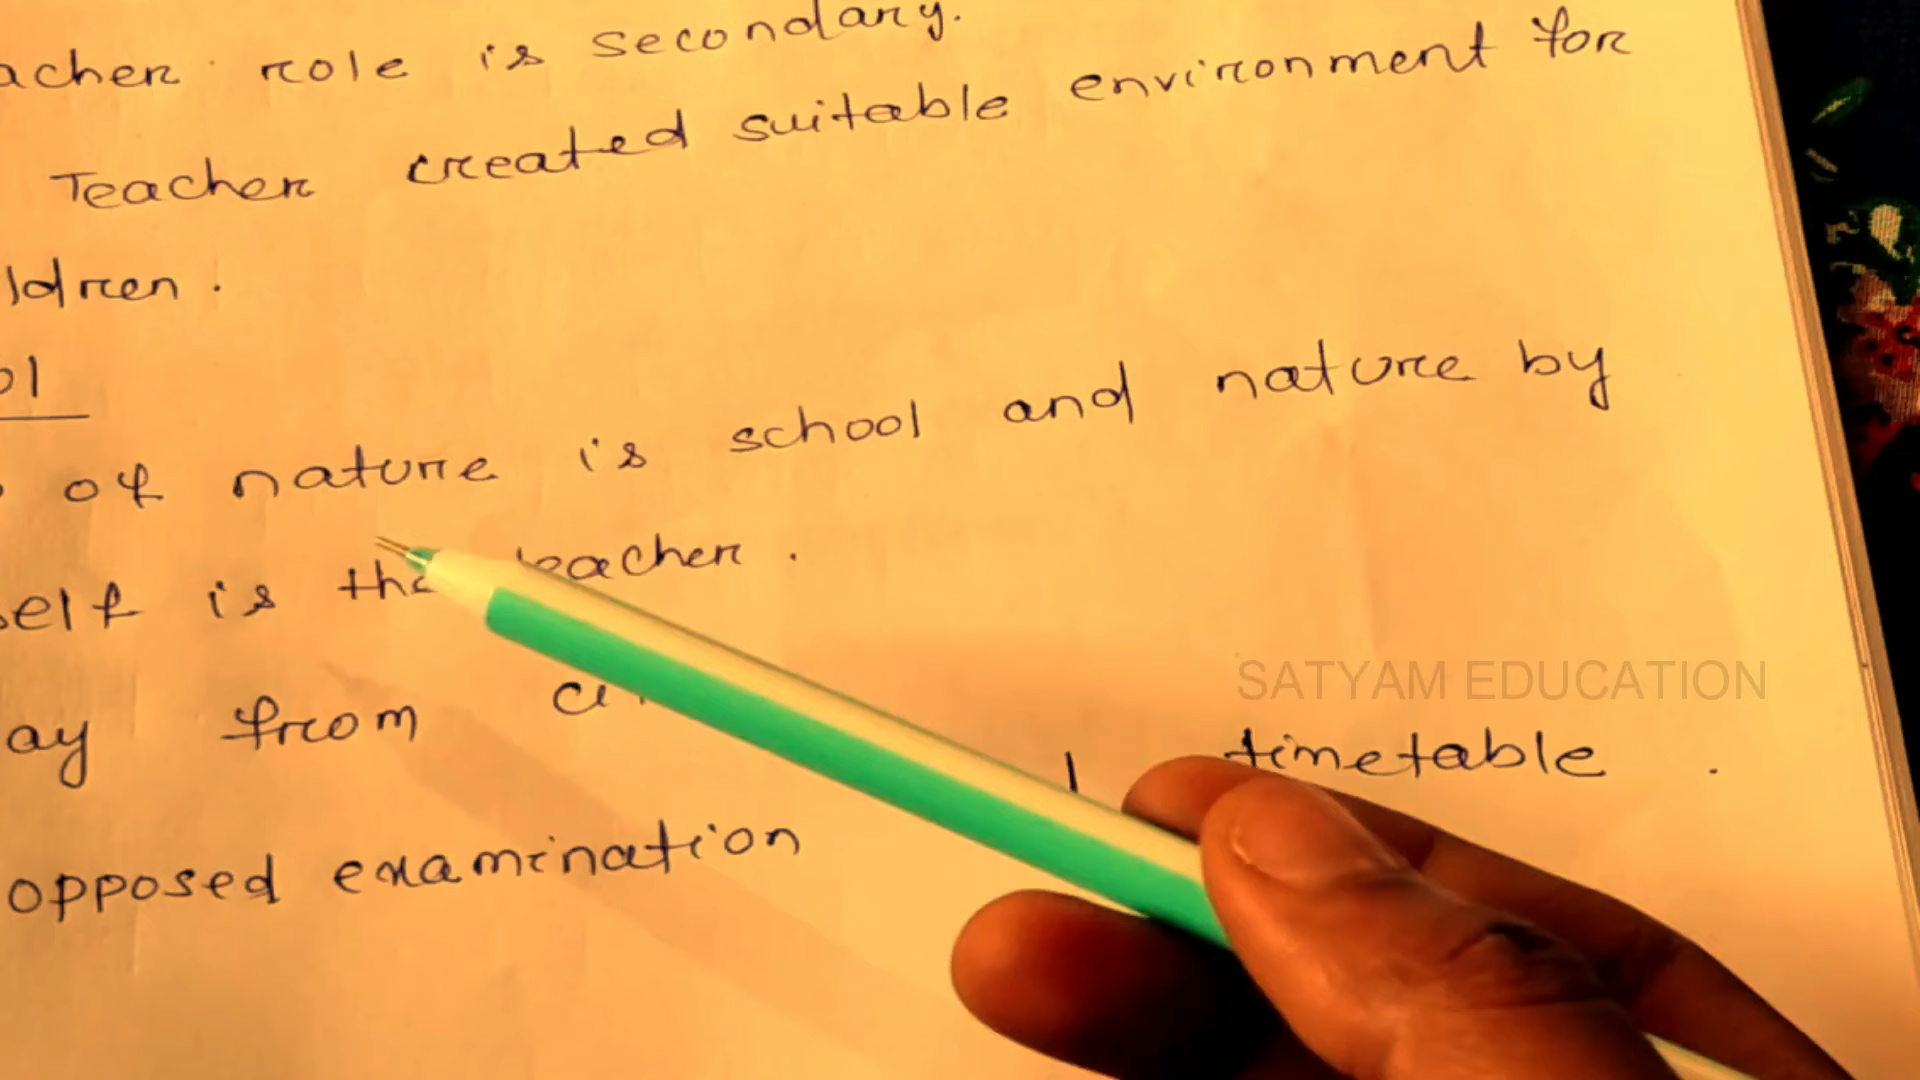 acher role is secondary.
Teacher created suitable environment for
ldren.
ol
of nature is school and nature by
self is the teacher.
ay from
timetable.
opposed examination
SATYAM EDUCATION